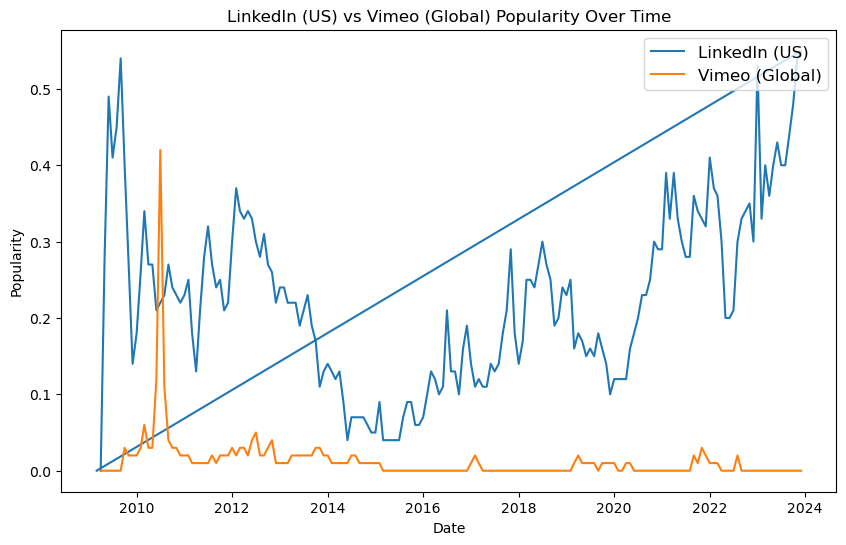 LinkedIn (US) vs Vimeo (Global) Popularity Over Time
LinkedIn (US)
Vimeo (Global)
Popularity
0.5
0.4
0.3
0.2
0.1
0.0
2010 2012 2014 2016 2018 2020 2022 2024
Date